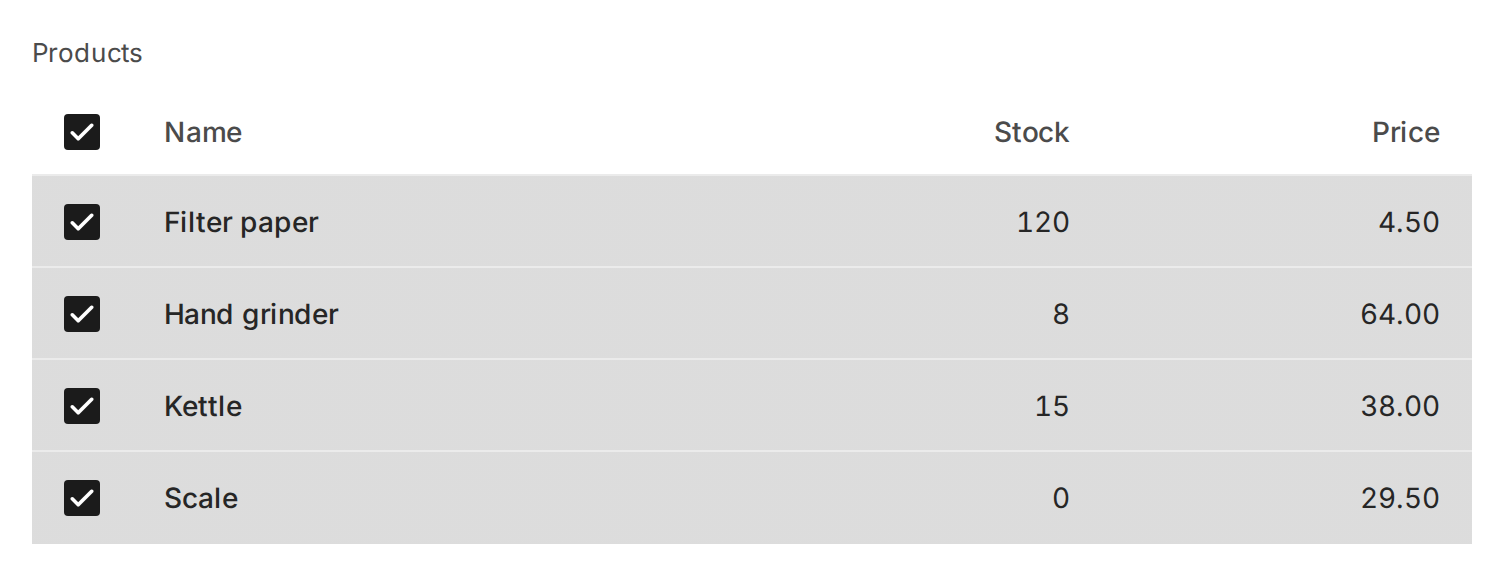 Products
Name Stock Price
Filter paper 120 4.50
Hand grinder 8 64.00
Kettle 15 38.00
Scale 0 29.50